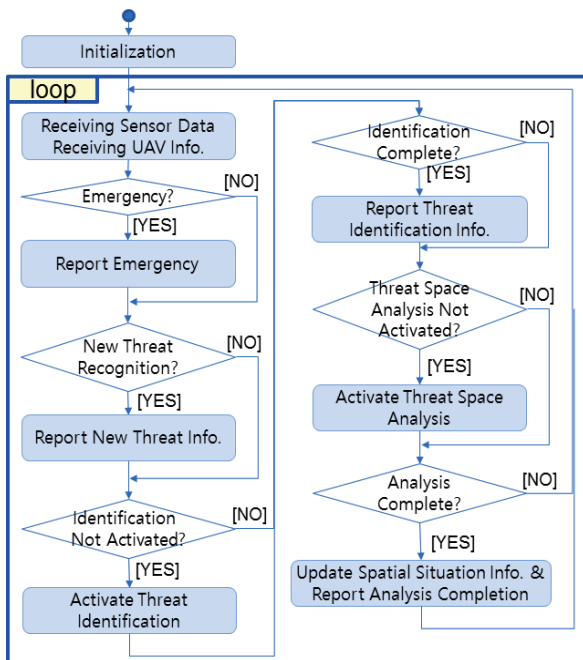 Initialization
loop
Receiving Sensor Data
Receiving UAV Info.
Emergency?
[NO]
[YES]
Report Emergency
New Threat
Recognition?
[NO]
[YES]
Report New Threat Info.
Identification
Not Activated?
[NO]
[YES]
Activate Threat
Identification
Identification
Complete?
[NO]
[YES]
Report Threat
Identification Info.
Threat Space
Analysis Not
Activated?
[NO]
[YES]
Activate Threat Space
Analysis
Analysis
Complete?
[NO]
[YES]
Update Spatial Situation Info. &
Report Analysis Completion